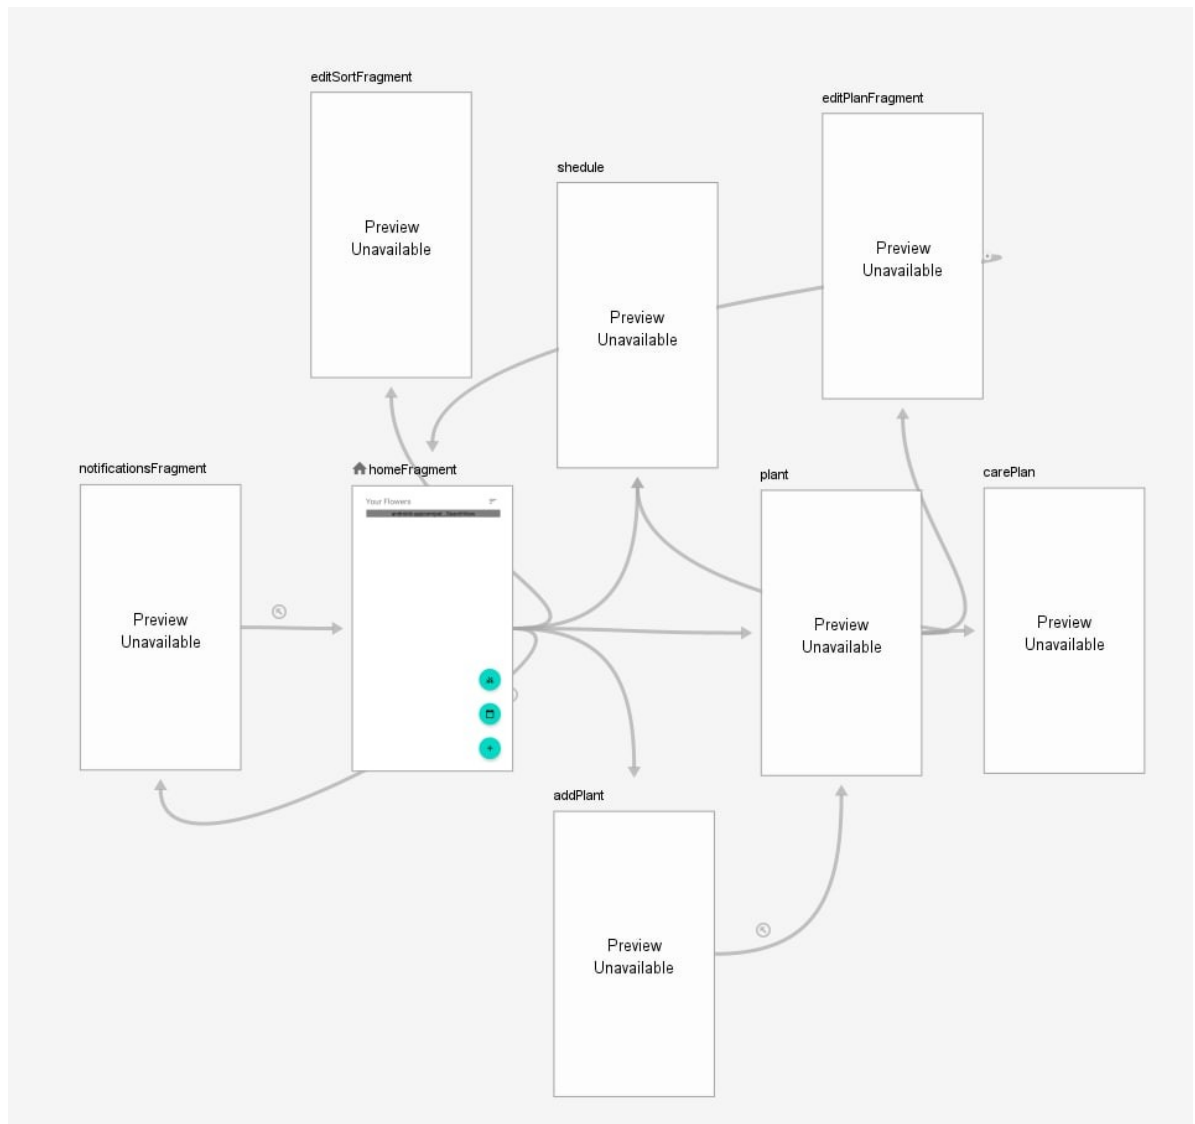 editSortFragment
Preview
Unavailable
editPlanFragment
Preview
Unavailable
shedule
Preview
Unavailable
notificationsFragment
Preview
Unavailable
homeFragment
Your Flowers
plant
Preview
Unavailable
carePlan
Preview
Unavailable
addPlant
Preview
Unavailable